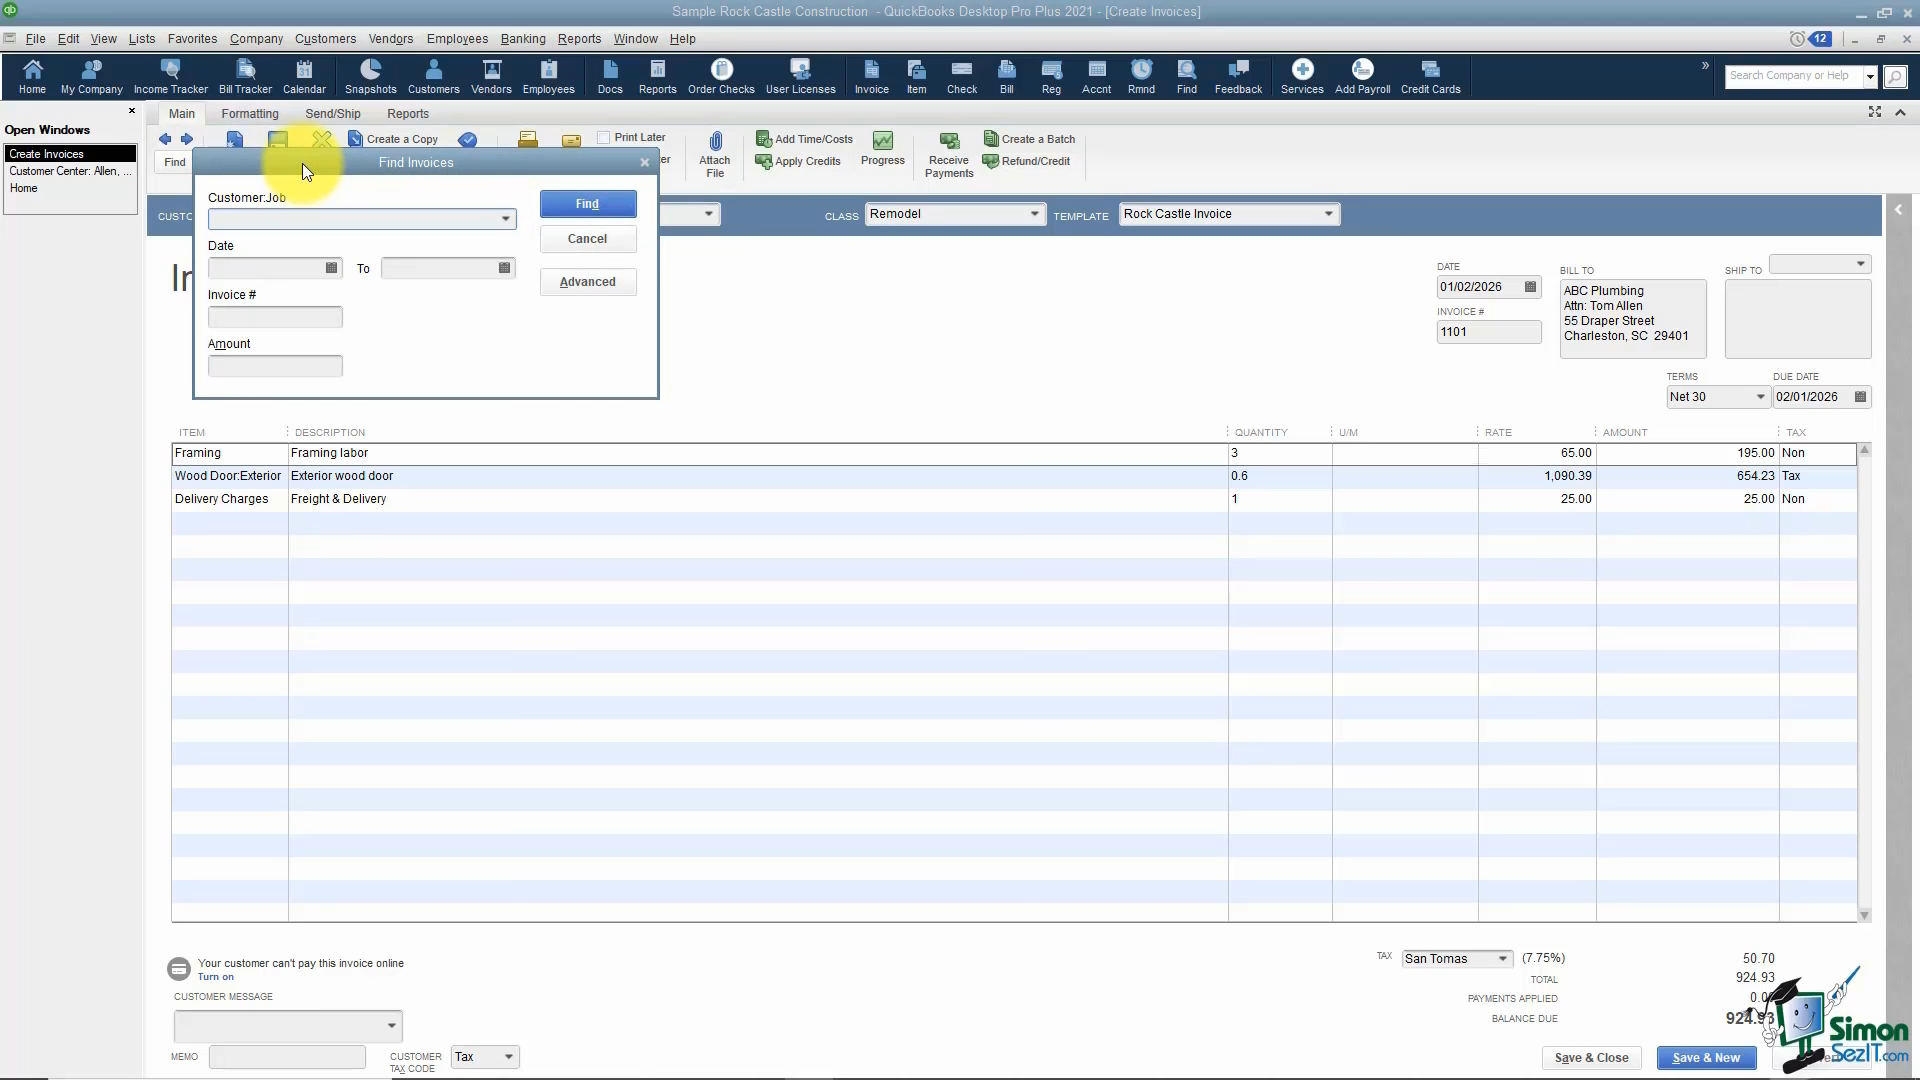 Sample Rock Castle Construction - QuickBooks Desktop Pro Plus 2021 - [Create Invoices]
File Edit View Lists Favorites Company Customers Vendors Employees Banking Reports Window Help 12
Home My Company Income Tracker Bill Tracker Calendar Snapshots Customers Vendors Employees Docs Reports Order Checks User Licenses Invoice Item Check Bill Reg Accnt Rmnd Find Feedback Services Add Payroll Credit Cards » Search Company or Help
Open Windows
Create Invoices
Customer Center: Allen, ...
Home
Main Formatting Send/Ship Reports
Create a Copy Print Later Add Time/Costs Create a Batch
Find Attach File Apply Credits Progress Receive Payments Refund/Credit
Find Invoices
Customer:Job
Find
Date
Cancel
To
Advanced
Invoice #
Amount
CLASS Remodel TEMPLATE Rock Castle Invoice
DATE
01/02/2026
INVOICE #
1101
BILL TO
ABC Plumbing
Attn: Tom Allen
55 Draper Street
Charleston, SC 29401
SHIP TO
TERMS DUE DATE
Net 30 02/01/2026
ITEM DESCRIPTION QUANTITY U/M RATE AMOUNT TAX
Framing Framing labor 3 65.00 195.00 Non
Wood Door:Exterior Exterior wood door 0.6 1,090.39 654.23 Tax
Delivery Charges Freight & Delivery 1 25.00 25.00 Non
Your customer can't pay this invoice online
Turn on
CUSTOMER MESSAGE
MEMO
CUSTOMER TAX CODE Tax
TAX San Tomas (7.75%) 50.70
TOTAL 924.93
PAYMENTS APPLIED
BALANCE DUE 924.93
Save & Close Save & New
Simon
SezIT.com